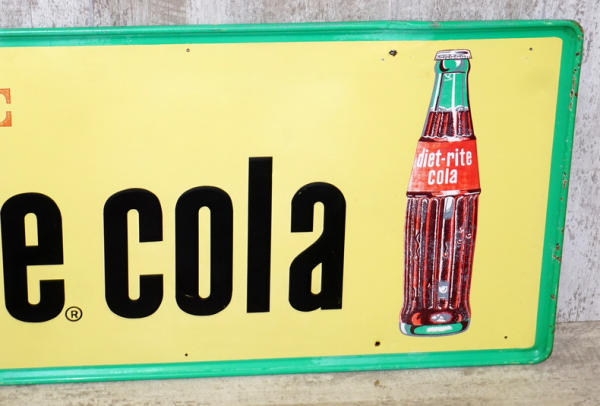 C
e® cola
diet-rite
cola